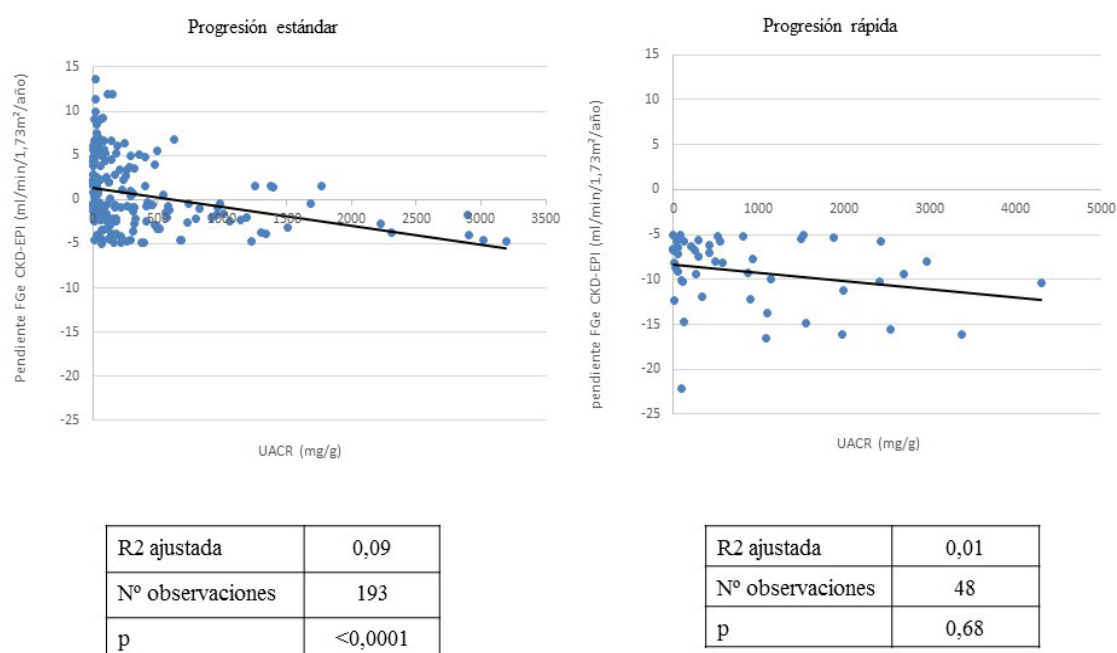 Progresión estándar
Pendiente FGe CKD-EPI (ml/min/1,73m²/año)
15
10
5
0
-5
-10
-15
-20
-25
0 500 1000 1500 2000 2500 3000 3500
UACR (mg/g)
Progresión rápida
pendiente FGe CKD-EPI (ml/min/1,73m²/año)
15
10
5
0
-5
-10
-15
-20
-25
0 1000 2000 3000 4000 5000
UACR (mg/g)
R2 ajustada 0,09
Nº observaciones 193
p <0,0001
R2 ajustada 0,01
Nº observaciones 48
p 0,68